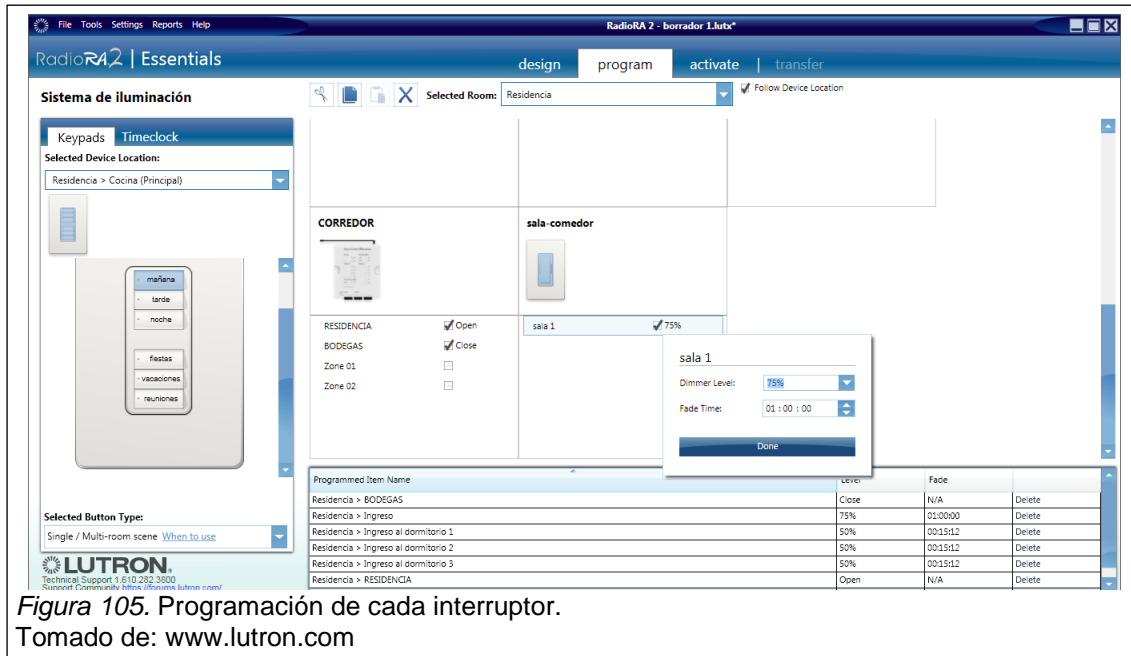 File Tools Settings Reports Help
RadioRA 2 - borrador 1.lutx*
RadioRA2 | Essentials
design program activate | transfer
Sistema de iluminación
Selected Room: Residencia
Follow Device Location
Keypads Timeclock
Selected Device Location:
Residencia > Cocina (Principal)
mañana
tarde
noche
fiestas
vacaciones
reuniones
Selected Button Type:
Single / Multi-room scene When to use
LUTRON
Technical Support 1.610.282.3800
Support Community https://forums.lutron.com/
CORREDOR
sala-comedor
RESIDENCIA Open
BODEGAS Close
Zone 01
Zone 02
sala 1 75%
sala 1
Dimmer Level: 75%
Fade Time: 01 : 00 : 00
Done
Programmed Item Name Level Fade
Residencia > BODEGAS Close N/A Delete
Residencia > Ingreso 75% 01:00:00 Delete
Residencia > Ingreso al dormitorio 1 50% 00:15:12 Delete
Residencia > Ingreso al dormitorio 2 50% 00:15:12 Delete
Residencia > Ingreso al dormitorio 3 50% 00:15:12 Delete
Residencia > RESIDENCIA Open N/A Delete
Figura 105. Programación de cada interruptor.
Tomado de: www.lutron.com